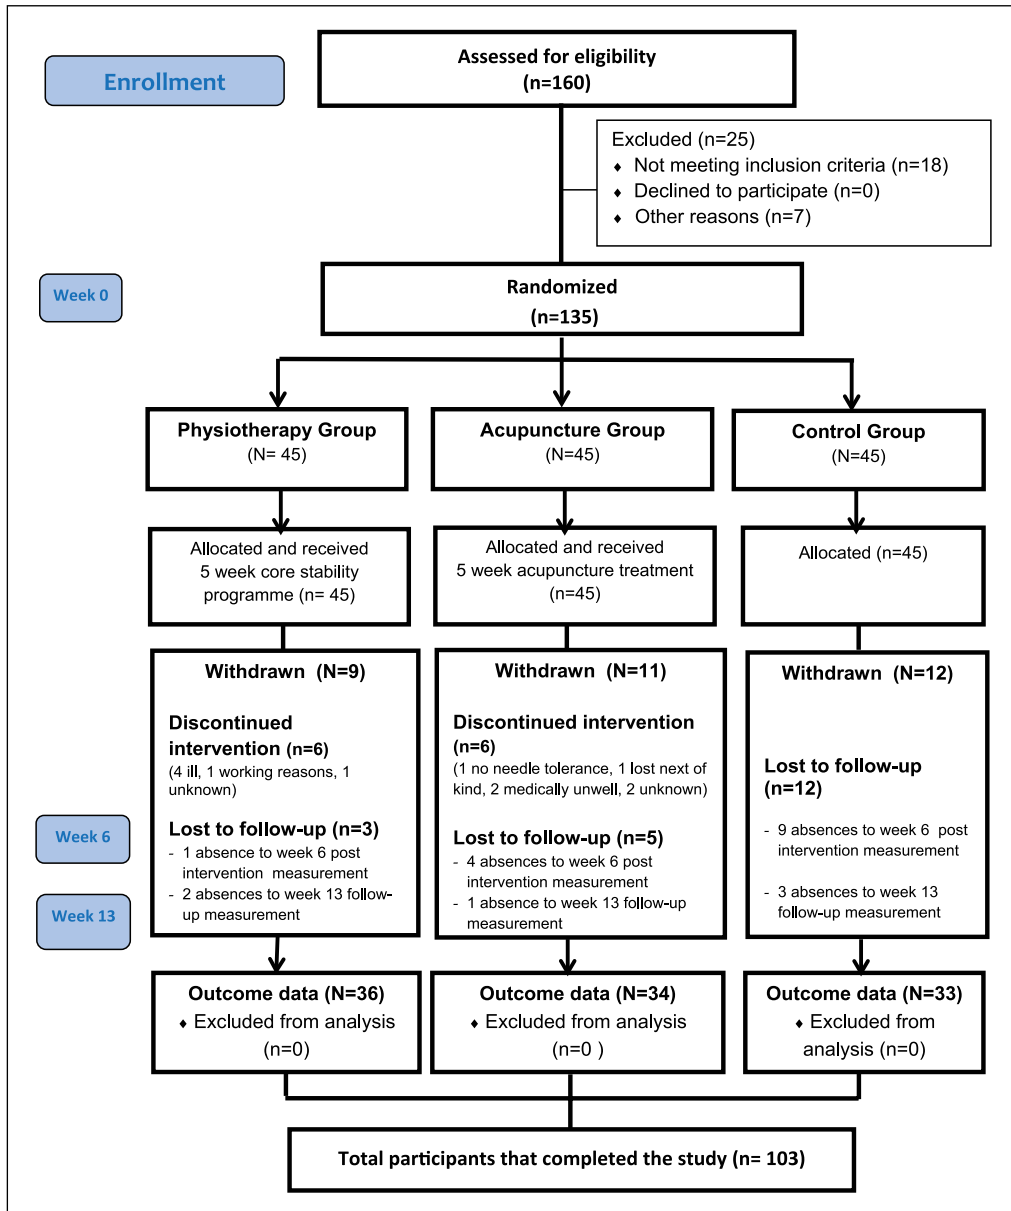 Assessed for eligibility
(n=160)
Enrollment
Excluded (n=25)
♦ Not meeting inclusion criteria (n=18)
♦ Declined to participate (n=0)
♦ Other reasons (n=7)
Week 0
Randomized
(n=135)
Physiotherapy Group
(N= 45)
Acupuncture Group
(N=45)
Control Group
(N=45)
Allocated and received
5 week core stability
programme (n= 45)
Allocated and received
5 week acupuncture treatment
(n=45)
Allocated (n=45)
Withdrawn (N=9)
Discontinued
intervention (n=6)
(4 ill, 1 working reasons, 1
unknown)
Lost to follow-up (n=3)
- 1 absence to week 6 post
intervention measurement
- 2 absences to week 13 follow-
up measurement
Withdrawn (N=11)
Discontinued intervention
(n=6)
(1 no needle tolerance, 1 lost next of
kind, 2 medically unwell, 2 unknown)
Lost to follow-up (n=5)
- 4 absences to week 6 post
intervention measurement
- 1 absence to week 13 follow-up
measurement
Withdrawn (N=12)
Lost to follow-up
(n=12)
- 9 absences to week 6 post
intervention measurement
- 3 absences to week 13
follow-up measurement
Week 6
Week 13
Outcome data (N=36)
♦ Excluded from analysis
(n=0)
Outcome data (N=34)
♦ Excluded from analysis
(n=0 )
Outcome data (N=33)
♦ Excluded from
analysis (n=0)
Total participants that completed the study (n= 103)